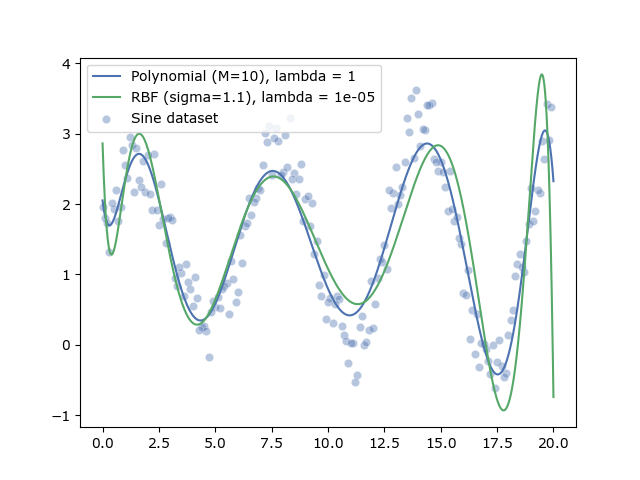 Polynomial (M=10), lambda = 1
RBF (sigma=1.1), lambda = 1e-05
Sine dataset
4
3
2
1
0
−1
0.0 2.5 5.0 7.5 10.0 12.5 15.0 17.5 20.0